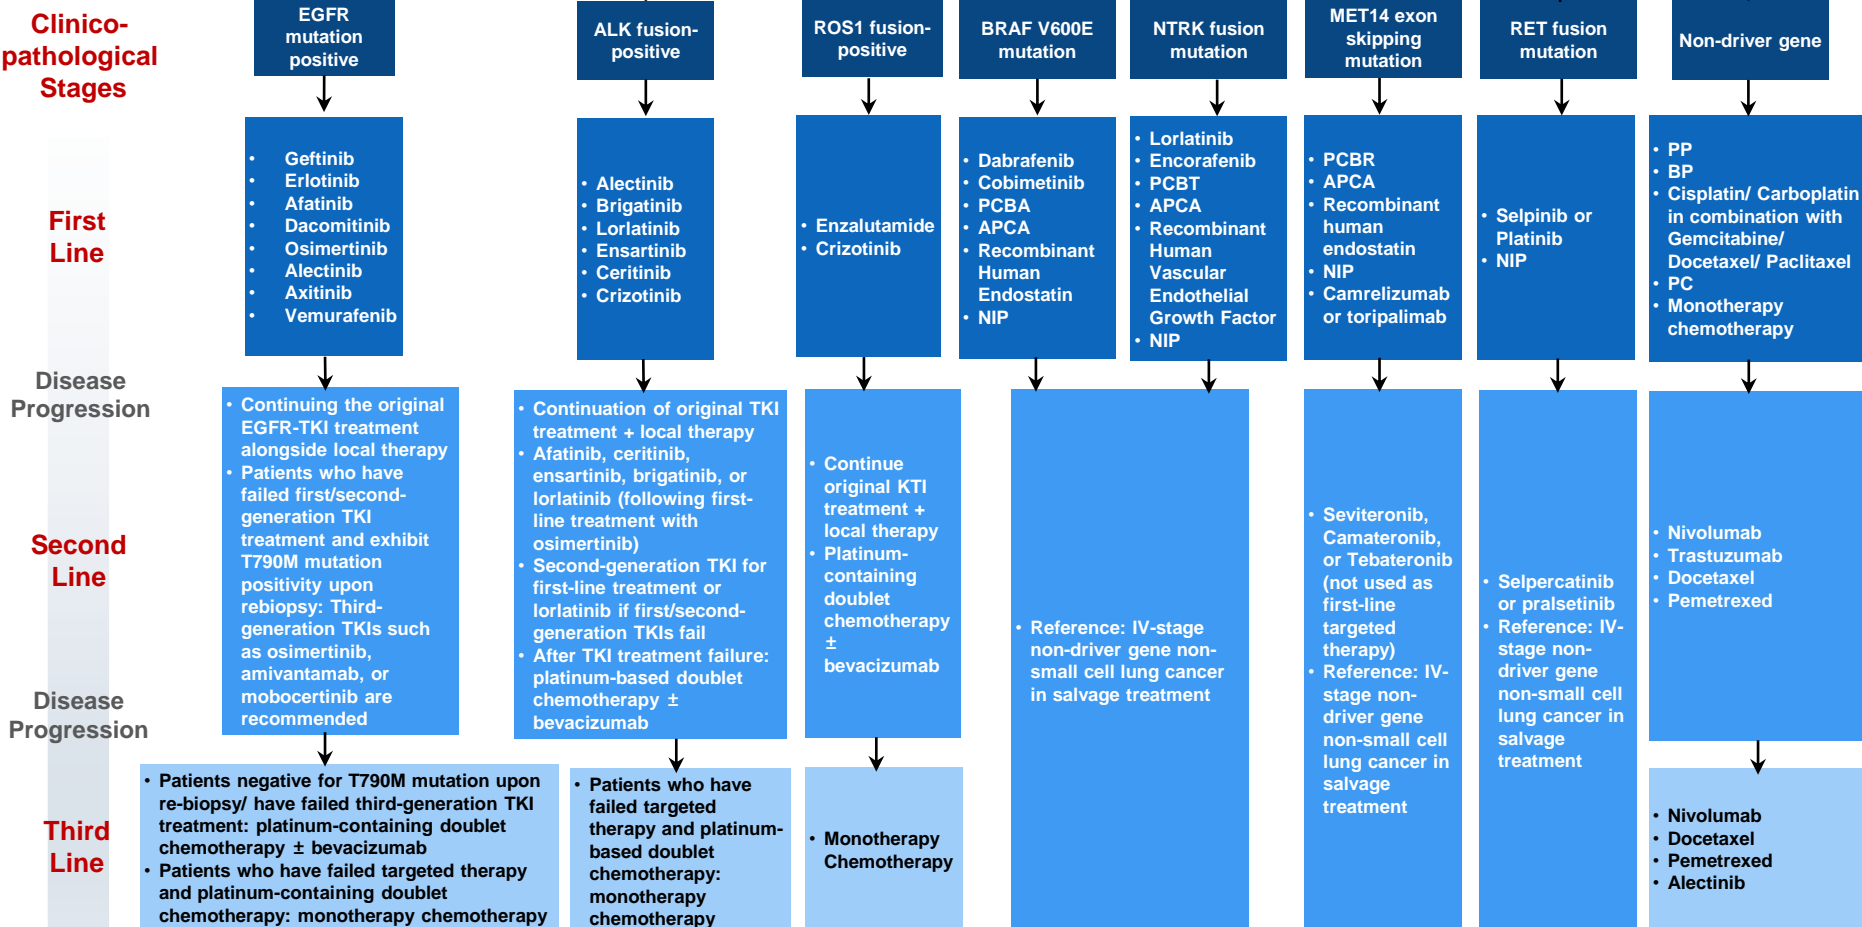 Clinico-
pathological
Stages
EGFR
mutation
positive
ALK fusion-
positive
ROS1 fusion-
positive
BRAF V600E
mutation
NTRK fusion
mutation
MET14 exon
skipping
mutation
RET fusion
mutation
Non-driver gene
First
Line
• Geftinib
• Erlotinib
• Afatinib
• Dacomitinib
• Osimertinib
• Alectinib
• Axitinib
• Vemurafenib
• Alectinib
• Brigatinib
• Lorlatinib
• Ensartinib
• Ceritinib
• Crizotinib
• Enzalutamide
• Crizotinib
• Dabrafenib
• Cobimetinib
• PCBA
• APCA
• Recombinant
Human
Endostatin
• NIP
• Lorlatinib
• Encorafenib
• PCBT
• APCA
• Recombinant
Human
Vascular
Endothelial
Growth Factor
• NIP
• PCBR
• APCA
• Recombinant
human
endostatin
• NIP
• Camrelizumab
or toripalimab
• Selpinib or
Platinib
• NIP
• PP
• BP
• Cisplatin/ Carboplatin
in combination with
Gemcitabine/
Docetaxel/ Paclitaxel
• PC
• Monotherapy
chemotherapy
Disease
Progression
Second
Line
• Continuing the original
EGFR-TKI treatment
alongside local therapy
• Patients who have
failed first/second-
generation TKI
treatment and exhibit
T790M mutation
positivity upon
rebiopsy: Third-
generation TKIs such
as osimertinib,
amivantamab, or
mobocertinib are
recommended
• Continuation of original TKI
treatment + local therapy
• Afatinib, ceritinib,
ensartinib, brigatinib, or
lorlatinib (following first-
line treatment with
osimertinib)
• Second-generation TKI for
first-line treatment or
lorlatinib if first/second-
generation TKIs fail
• After TKI treatment failure:
platinum-based doublet
chemotherapy ±
bevacizumab
• Continue
original KTI
treatment +
local therapy
• Platinum-
containing
doublet
chemotherapy
±
bevacizumab
• Reference: IV-stage
non-driver gene non-
small cell lung cancer
in salvage treatment
• Seviteronib,
Camateronib,
or Tebateronib
(not used as
first-line
targeted
therapy)
• Reference: IV-
stage non-
driver gene
non-small cell
lung cancer in
salvage
treatment
• Selpercatinib
or pralsetinib
• Reference: IV-
stage non-
driver gene
non-small cell
lung cancer in
salvage
treatment
• Nivolumab
• Trastuzumab
• Docetaxel
• Pemetrexed
Disease
Progression
Third
Line
• Patients negative for T790M mutation upon
re-biopsy/ have failed third-generation TKI
treatment: platinum-containing doublet
chemotherapy ± bevacizumab
• Patients who have failed targeted therapy
and platinum-containing doublet
chemotherapy: monotherapy chemotherapy
• Patients who have
failed targeted
therapy and platinum-
based doublet
chemotherapy:
monotherapy
chemotherapy
• Monotherapy
Chemotherapy
• Nivolumab
• Docetaxel
• Pemetrexed
• Alectinib